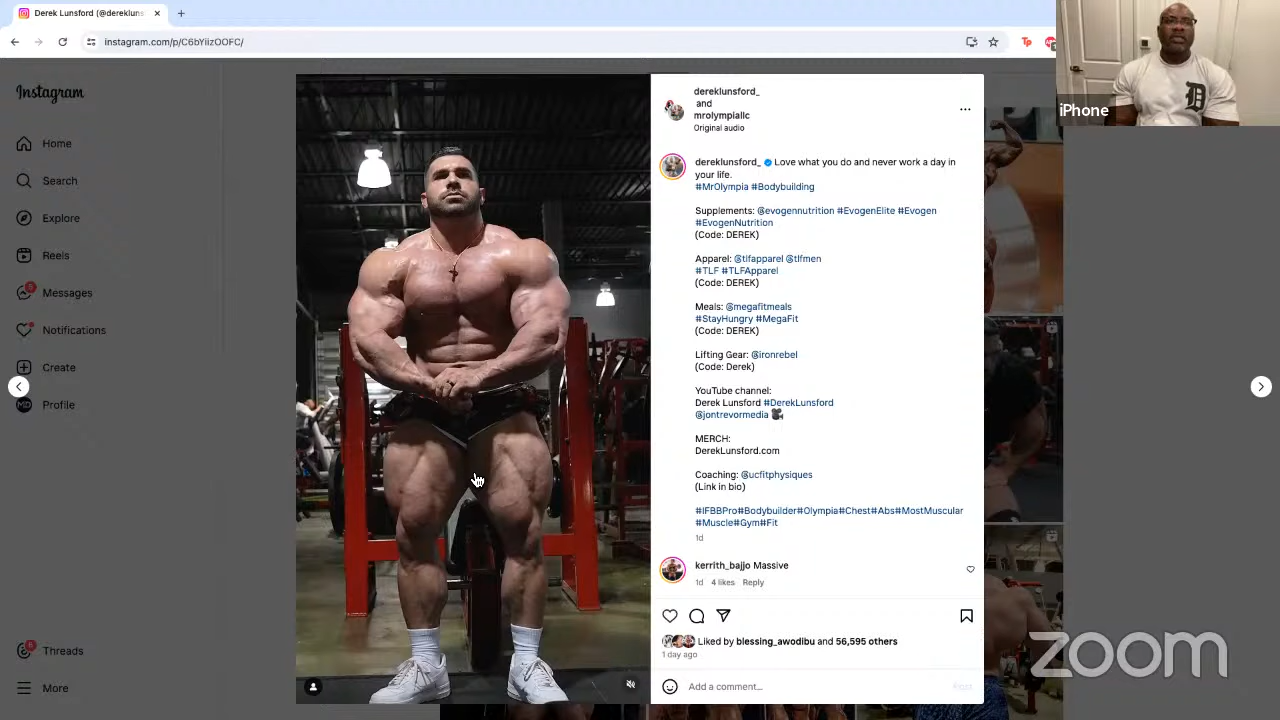 Derek Lunsford (@derekluns
instagram.com/p/C6bYiizOOFC/
iPhone
D
Instagram
Home
Search
Explore
Reels
5
Messages
Notifications
Create
Profile
6
Threads
More
dereklunsford_
and
mrolympiallc
Original audio
dereklunsford_ Love what you do and never work a day in
your life.
#MrOlympia #Bodybuilding
Supplements: @evogennutrition #EvogenElite #Evogen
#EvogenNutrition
(Code: DEREK)
Apparel: @tlfapparel @tlfmen
#TLF #TLFApparel
(Code: DEREK)
Meals: @megafitmeals
#StayHungry #MegaFit
(Code: DEREK)
Lifting Gear: @ironrebel
(Code: Derek)
YouTube channel:
Derek Lunsford #DerekLunsford
@jontrevormedia 🎥
MERCH:
DerekLunsford.com
Coaching: @ucfitphysiques
(Link in bio)
#IFBBPro#Bodybuilder#Olympia#Chest#Abs#MostMuscular
#Muscle#Gym#Fit
1d
kerrith_bajjo Massive
1d 4 likes Reply
Liked by blessing_awodibu and 56,595 others
1 day ago
Add a comment...
zoom